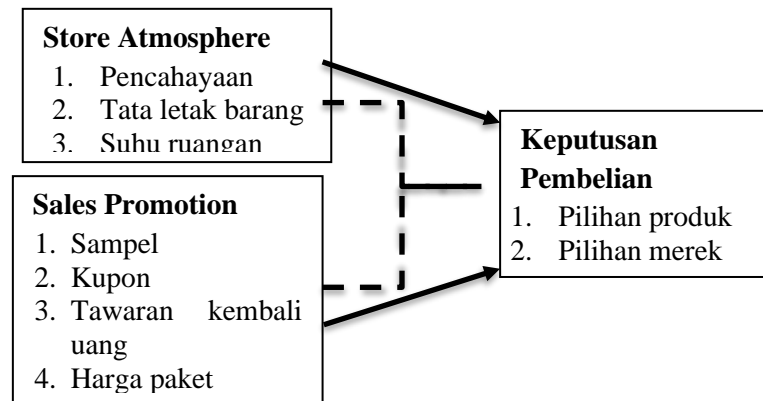 Store Atmosphere
1. Pencahayaan
2. Tata letak barang
3. Suhu ruangan
Sales Promotion
1. Sampel
2. Kupon
3. Tawaran kembali
uang
4. Harga paket
Keputusan
Pembelian
1. Pilihan produk
2. Pilihan merek